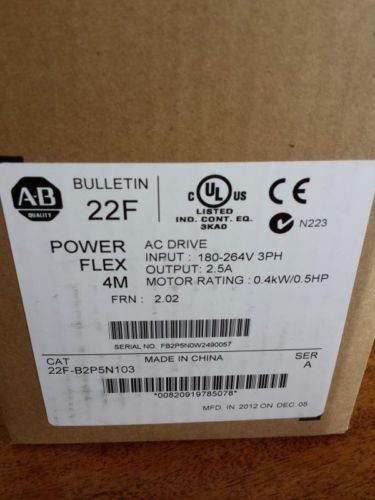 A-B
QUALITY
BULLETIN
22F
C UL US
LISTED
IND. CONT. EQ.
3KA0
CE
N223
POWER
FLEX
4M
AC DRIVE
INPUT : 180-264V 3PH
OUTPUT: 2.5A
MOTOR RATING : 0.4kW/0.5HP
FRN : 2.02
SERIAL NO. FB2P5N0W2490057
CAT
22F-B2P5N103
MADE IN CHINA
SER
A
*00820919785078*
MFD. IN 2012 ON DEC. 05